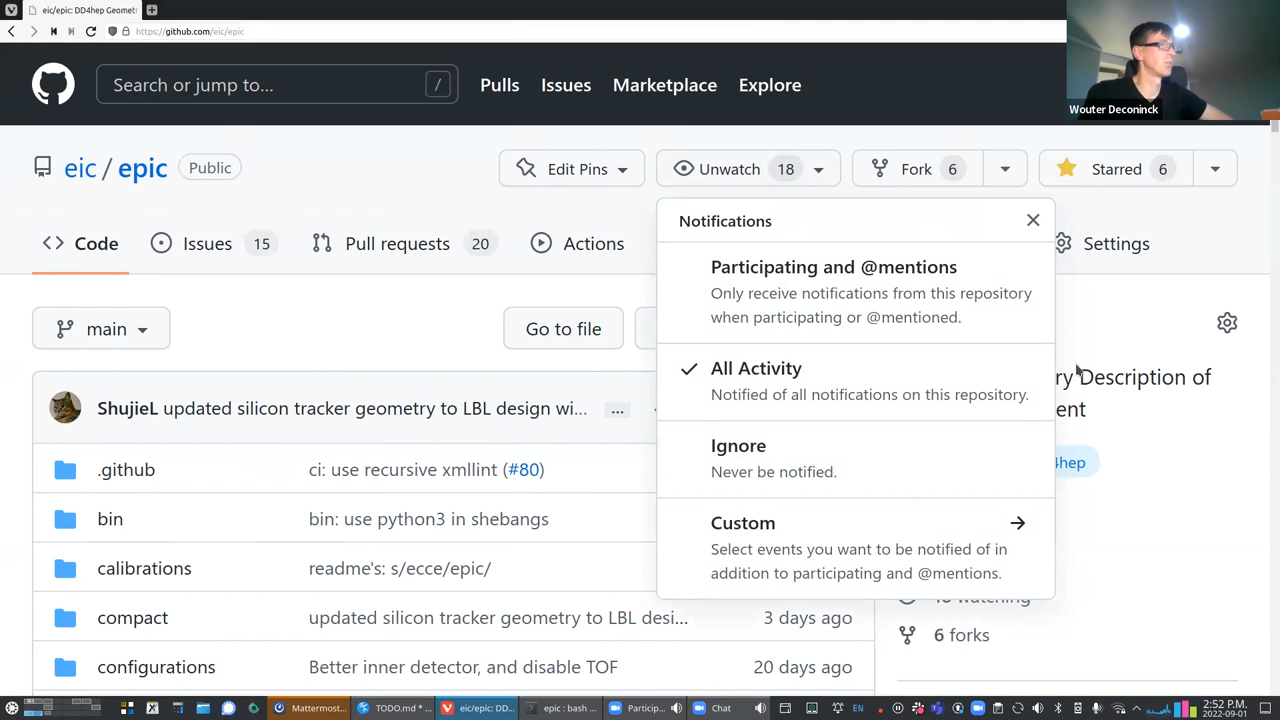 eic/epic: DD4hep Geomet
https://github.com/eic/epic
Search or jump to...
/
Pulls
Issues
Marketplace
Explore
Wouter Deconinck
eic / epic
Public
Edit Pins
Unwatch 18
Fork 6
Starred 6
Code
Issues 15
Pull requests 20
Actions
Settings
Notifications
Participating and @mentions
Only receive notifications from this repository
when participating or @mentioned.
All Activity
Notified of all notifications on this repository.
Ignore
Never be notified.
Custom
Select events you want to be notified of in
addition to participating and @mentions.
main
Go to file
ry Description of
ent
4hep
ShujieL updated silicon tracker geometry to LBL design wi...
...
.github
ci: use recursive xmllint (#80)
bin
bin: use python3 in shebangs
calibrations
readme's: s/ecce/epic/
compact
updated silicon tracker geometry to LBL desi...
3 days ago
configurations
Better inner detector, and disable TOF
20 days ago
watching
6 forks
Mattermost...
TODO.md * ...
eic/epic: DD...
epic : bash ...
Particip...
Chat
EN
2:52 P.M.
2022-09-01